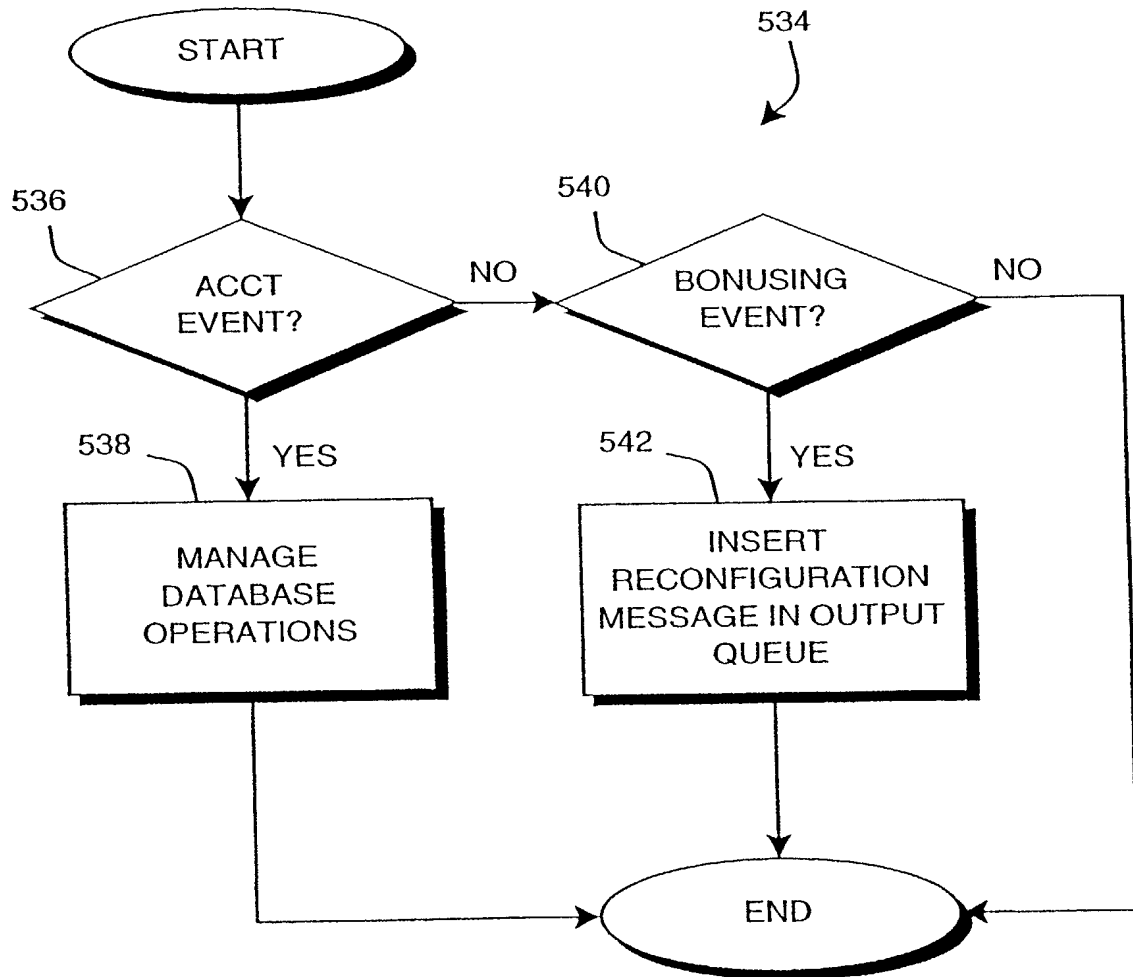 START
534
536
ACCT
EVENT?
NO
540
BONUSING
EVENT?
NO
538
YES
MANAGE
DATABASE
OPERATIONS
542
YES
INSERT
RECONFIGURATION
MESSAGE IN OUTPUT
QUEUE
END